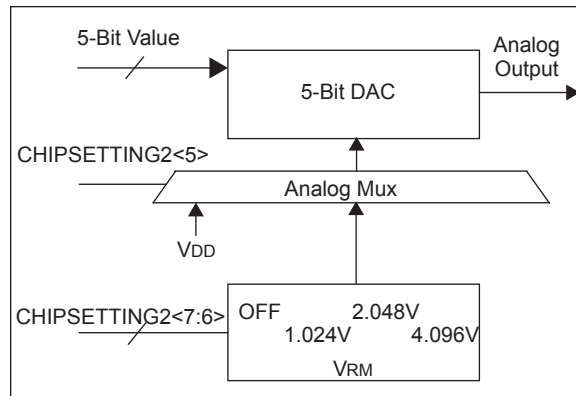 5-Bit Value
Analog
Output
5-Bit DAC
CHIPSETTING2<5>
Analog Mux
VDD
CHIPSETTING2<7:6>
OFF 2.048V
1.024V 4.096V
VRM